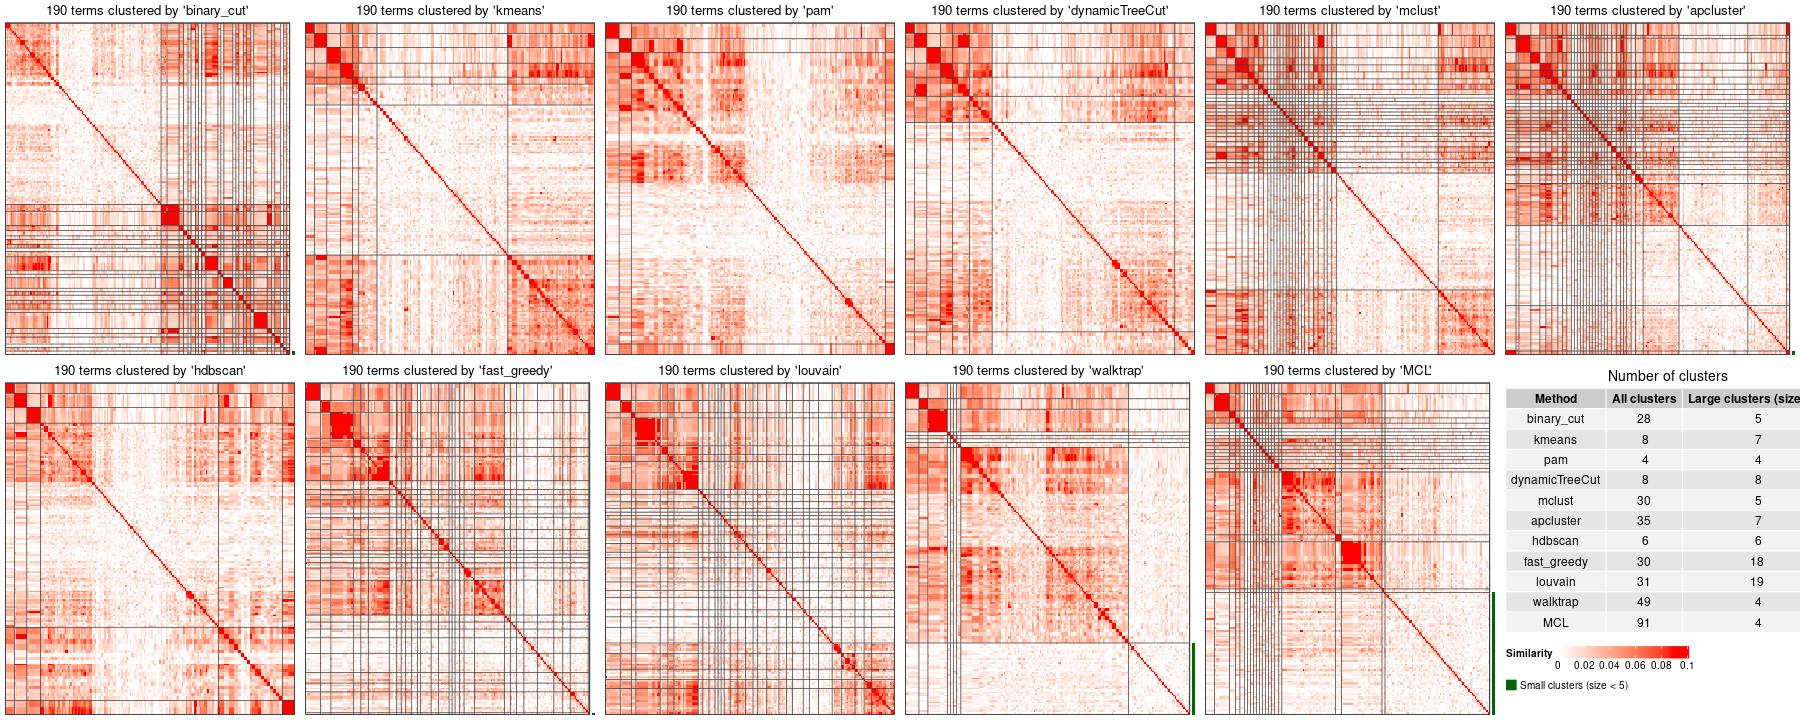 190 terms clustered by 'binary_cut'
190 terms clustered by 'kmeans'
190 terms clustered by 'pam'
190 terms clustered by 'dynamicTreeCut'
190 terms clustered by 'mclust'
190 terms clustered by 'apcluster'
190 terms clustered by 'hdbscan'
190 terms clustered by 'fast_greedy'
190 terms clustered by 'louvain'
190 terms clustered by 'walktrap'
190 terms clustered by 'MCL'
Number of clusters
Method All clusters Large clusters (size
binary_cut 28 5
kmeans 8 7
pam 4 4
dynamicTreeCut 8 8
mclust 30 5
apcluster 35 7
hdbscan 6 6
fast_greedy 30 18
louvain 31 19
walktrap 49 4
MCL 91 4
Similarity
0 0.02 0.04 0.06 0.08 0.1
Small clusters (size < 5)